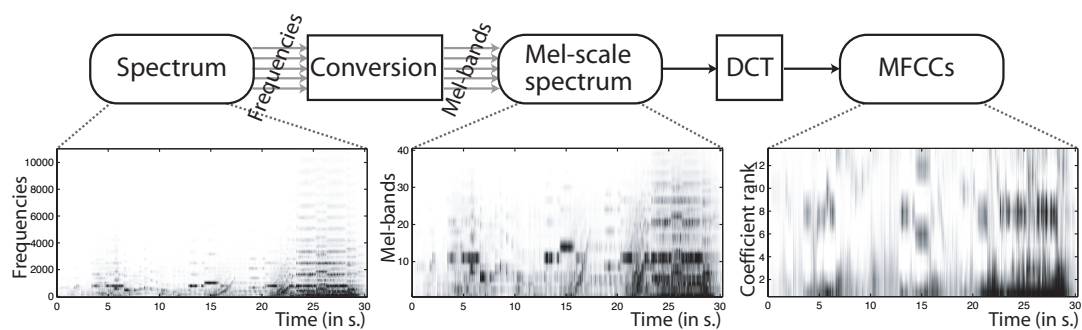 Spectrum
Frequencies
Conversion
Mel-bands
Mel-scale
spectrum
DCT
MFCCs
Frequencies
10000
8000
6000
4000
2000
0
0 5 10 15 20 25 30
Time (in s.)
Mel-bands
40
30
20
10
0 5 10 15 20 25 30
Time (in s.)
Coefficient rank
12
10
8
6
4
2
0 5 10 15 20 25 30
Time (in s.)